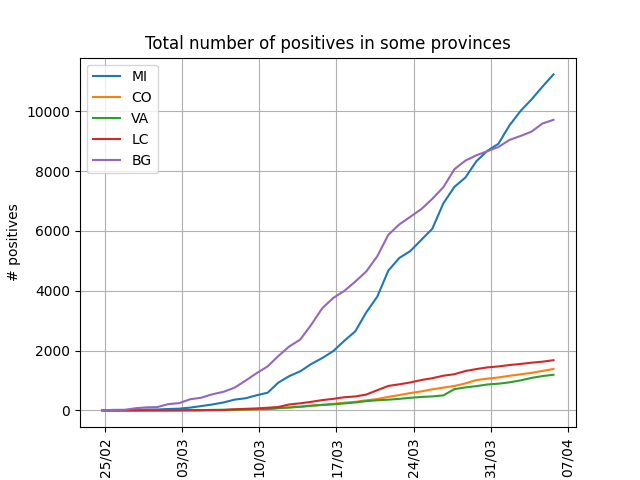 Total number of positives in some provinces
MI
CO
VA
LC
BG
# positives
10000
8000
6000
4000
2000
0
25/02
03/03
10/03
17/03
24/03
31/03
07/04